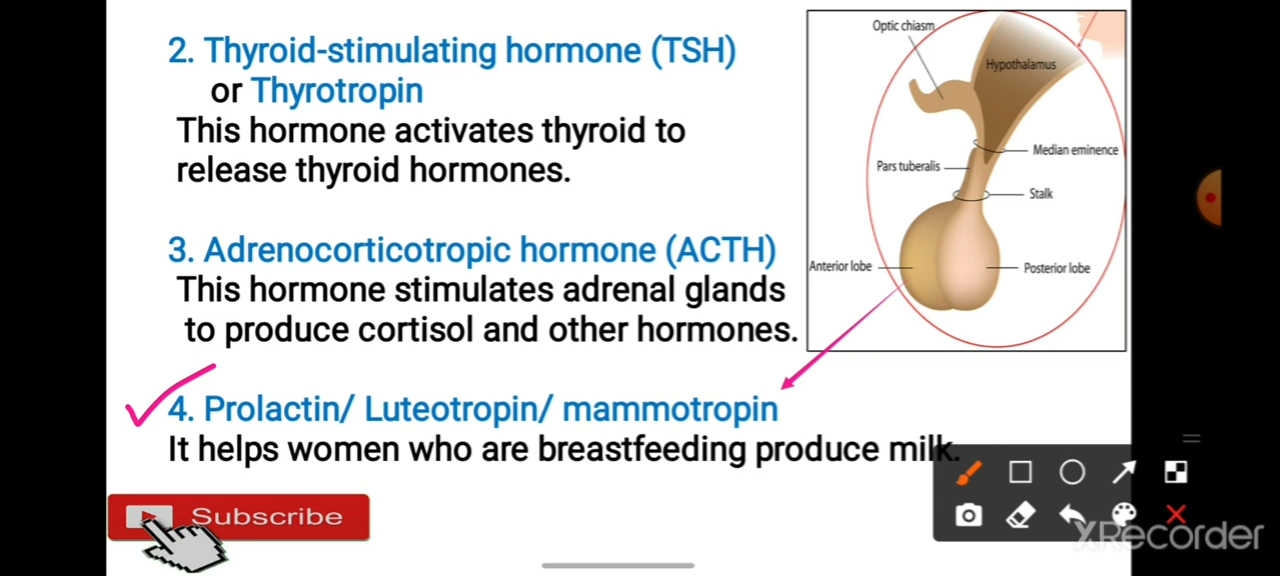 2. Thyroid-stimulating hormone (TSH)
or Thyrotropin
This hormone activates thyroid to
release thyroid hormones.
3. Adrenocorticotropic hormone (ACTH)
This hormone stimulates adrenal glands
to produce cortisol and other hormones.
4. Prolactin/ Luteotropin/ mammotropin
It helps women who are breastfeeding produce milk.
Subscribe
Optic chiasm
Hypothalamus
Median eminence
Pars tuberalis
Stalk
Anterior lobe
Posterior lobe
XRecorder